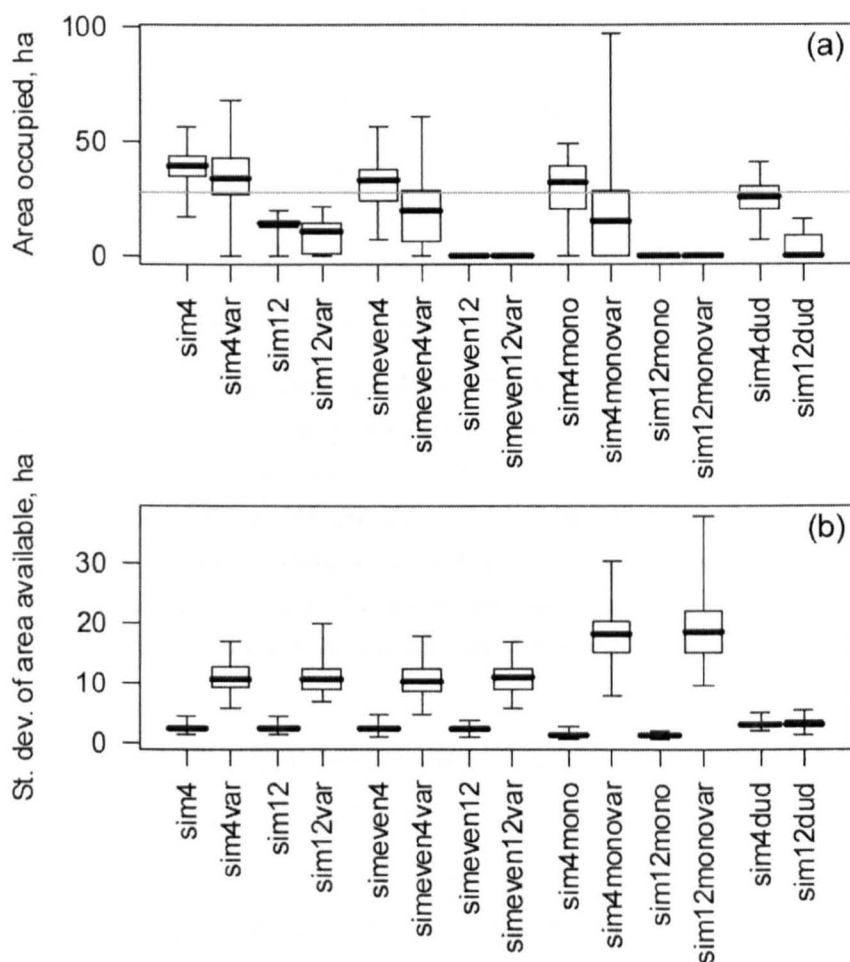 (a)
Area occupied, ha
100
50
0
sim4
sim4var
sim12
sim12var
simeven4
simeven4var
simeven12
simeven12var
sim4mono
sim4monovar
sim12mono
sim12monovar
sim4dud
sim12dud
(b)
St. dev. of area available, ha
30
20
10
0
sim4
sim4var
sim12
sim12var
simeven4
simeven4var
simeven12
simeven12var
sim4mono
sim4monovar
sim12mono
sim12monovar
sim4dud
sim12dud